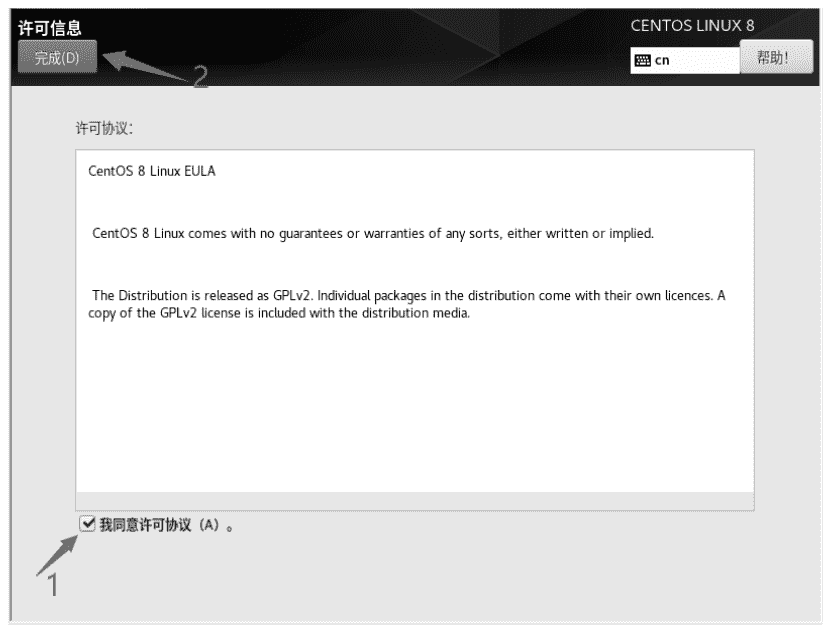 许可信息
CENTOS LINUX 8
完成(D)
cn
帮助!
2
许可协议:
CentOS 8 Linux EULA
CentOS 8 Linux comes with no guarantees or warranties of any sorts, either written or implied.
The Distribution is released as GPLv2. Individual packages in the distribution come with their own licences. A
copy of the GPLv2 license is included with the distribution media.
我同意许可协议（A）。
1